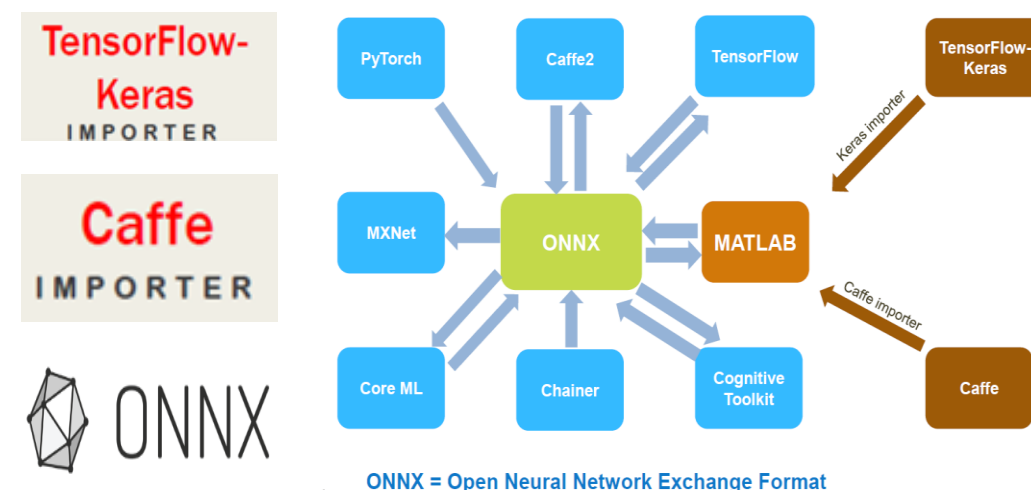 TensorFlow-
Keras
IMPORTER
Caffe
IMPORTER
ONNX
PyTorch
Caffe2
TensorFlow
TensorFlow-
Keras
Keras importer
MXNet
ONNX
MATLAB
Caffe importer
Core ML
Chainer
Cognitive
Toolkit
Caffe
ONNX = Open Neural Network Exchange Format